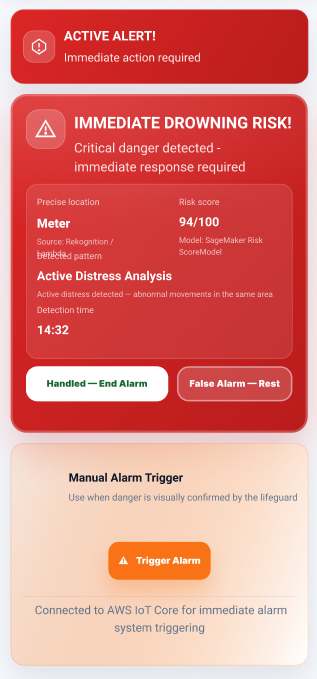 ACTIVE ALERT!
Immediate action required
IMMEDIATE DROWNING RISK!
Critical danger detected -
immediate response required
Precise location
Risk score
Meter
94/100
Source: Rekognition /
Lambda
Model: SageMaker Risk
ScoreModel
Detected pattern
Active Distress Analysis
Active distress detected — abnormal movements in the same area
Detection time
14:32
Handled — End Alarm
False Alarm — Rest
Manual Alarm Trigger
Use when danger is visually confirmed by the lifeguard
Trigger Alarm
Connected to AWS IoT Core for immediate alarm
system triggering